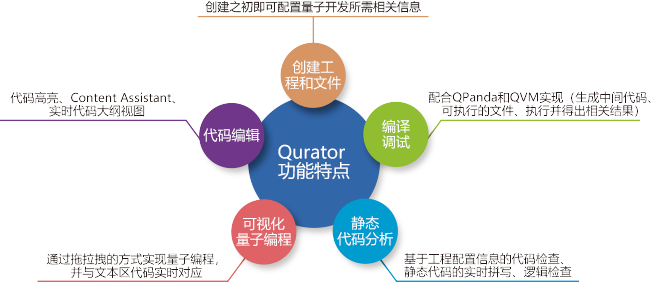 创建之初即可配置量子开发所需相关信息
创建工
程和文件
代码高亮、Content Assistant、
实时代码大纲视图
代码编辑
配合QPanda和QVM实现（生成中间代码、
可执行的文件、执行并得出相关结果）
编译
调试
Qurator
功能特点
可视化
量子编程
静态
代码分析
通过拖拉拽的方式实现量子编程，
并与文本区代码实时对应
基于工程配置信息的代码检查、
静态代码的实时拼写、逻辑检查